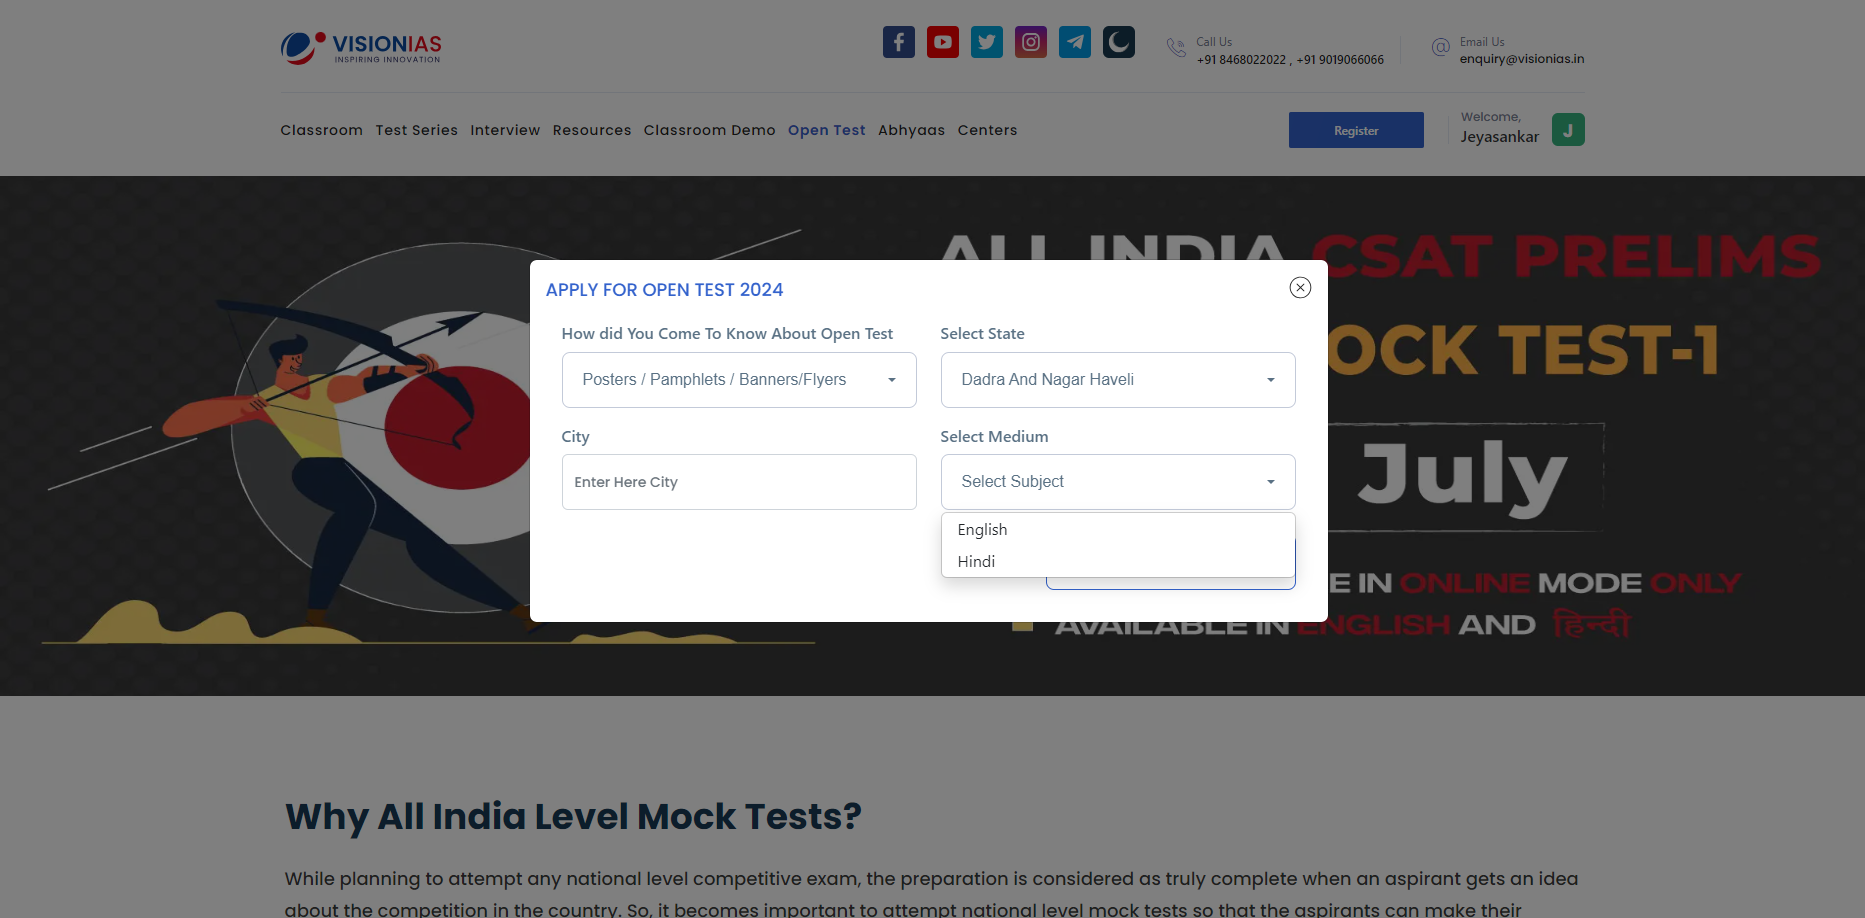 VISIONIAS
INSPIRING INNOVATION
Call Us
+91 8468022022 , +91 9019066066
Email Us
enquiry@visionias.in
Classroom Test Series Interview Resources Classroom Demo Open Test Abhyaas Centers
Register
Welcome,
Jeyasankar
J
ALL INDIA CSAT PRELIMS
OCK TEST-1
July
E IN ONLINE MODE ONLY
AVAILABLE IN ENGLISH AND हिन्दी
APPLY FOR OPEN TEST 2024
How did You Come To Know About Open Test
Posters / Pamphlets / Banners/Flyers
Select State
Dadra And Nagar Haveli
City
Enter Here City
Select Medium
Select Subject
English
Hindi
Why All India Level Mock Tests?
While planning to attempt any national level competitive exam, the preparation is considered as truly complete when an aspirant gets an idea
about the competition in the country. So, it becomes important to attempt national level mock tests so that the aspirants can make their